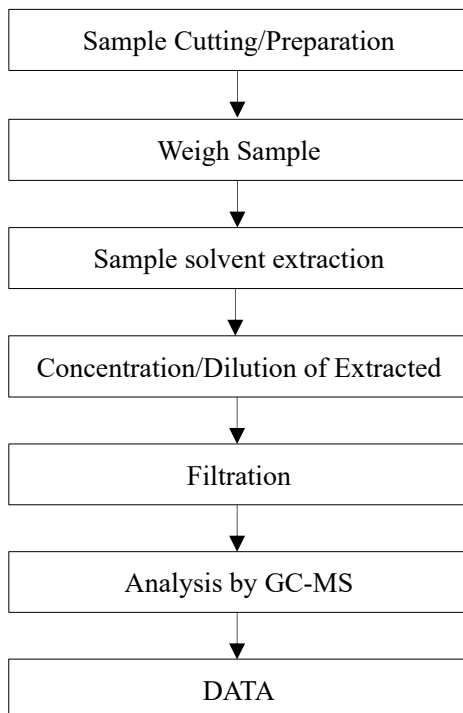 Sample Cutting/Preparation
Weigh Sample
Sample solvent extraction
Concentration/Dilution of Extracted
Filtration
Analysis by GC-MS
DATA